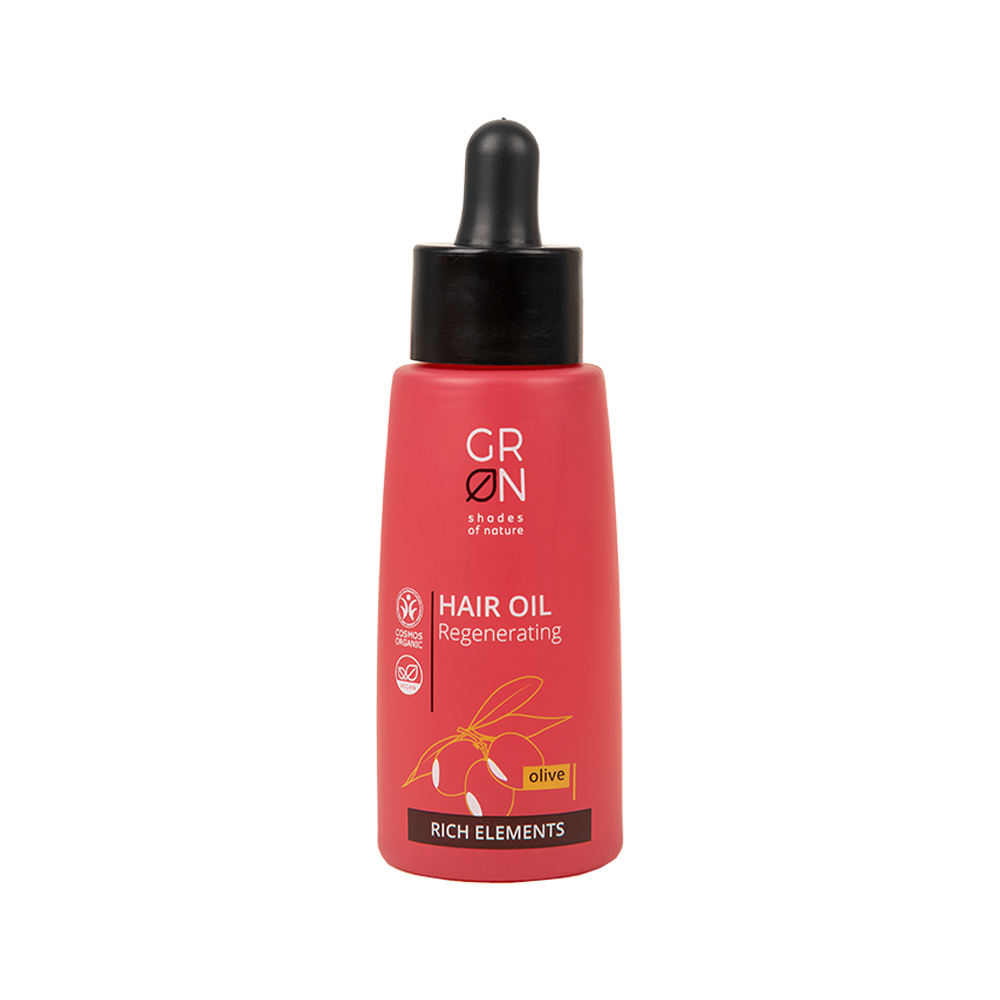 GR
ØN
shades
of nature
HAIR OIL
Regenerating
COSMOS
ORGANIC
VEGAN
olive
RICH ELEMENTS